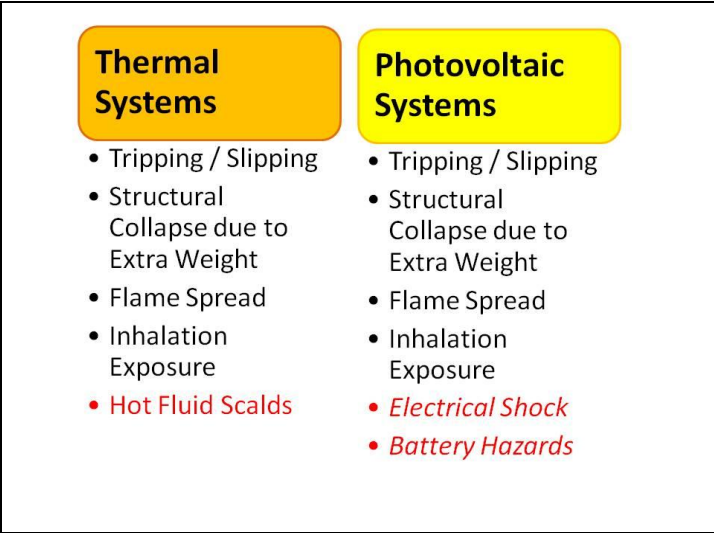 Thermal
Systems
• Tripping / Slipping
• Structural
Collapse due to
Extra Weight
• Flame Spread
• Inhalation
Exposure
• Hot Fluid Scalds
Photovoltaic
Systems
• Tripping / Slipping
• Structural
Collapse due to
Extra Weight
• Flame Spread
• Inhalation
Exposure
• Electrical Shock
• Battery Hazards